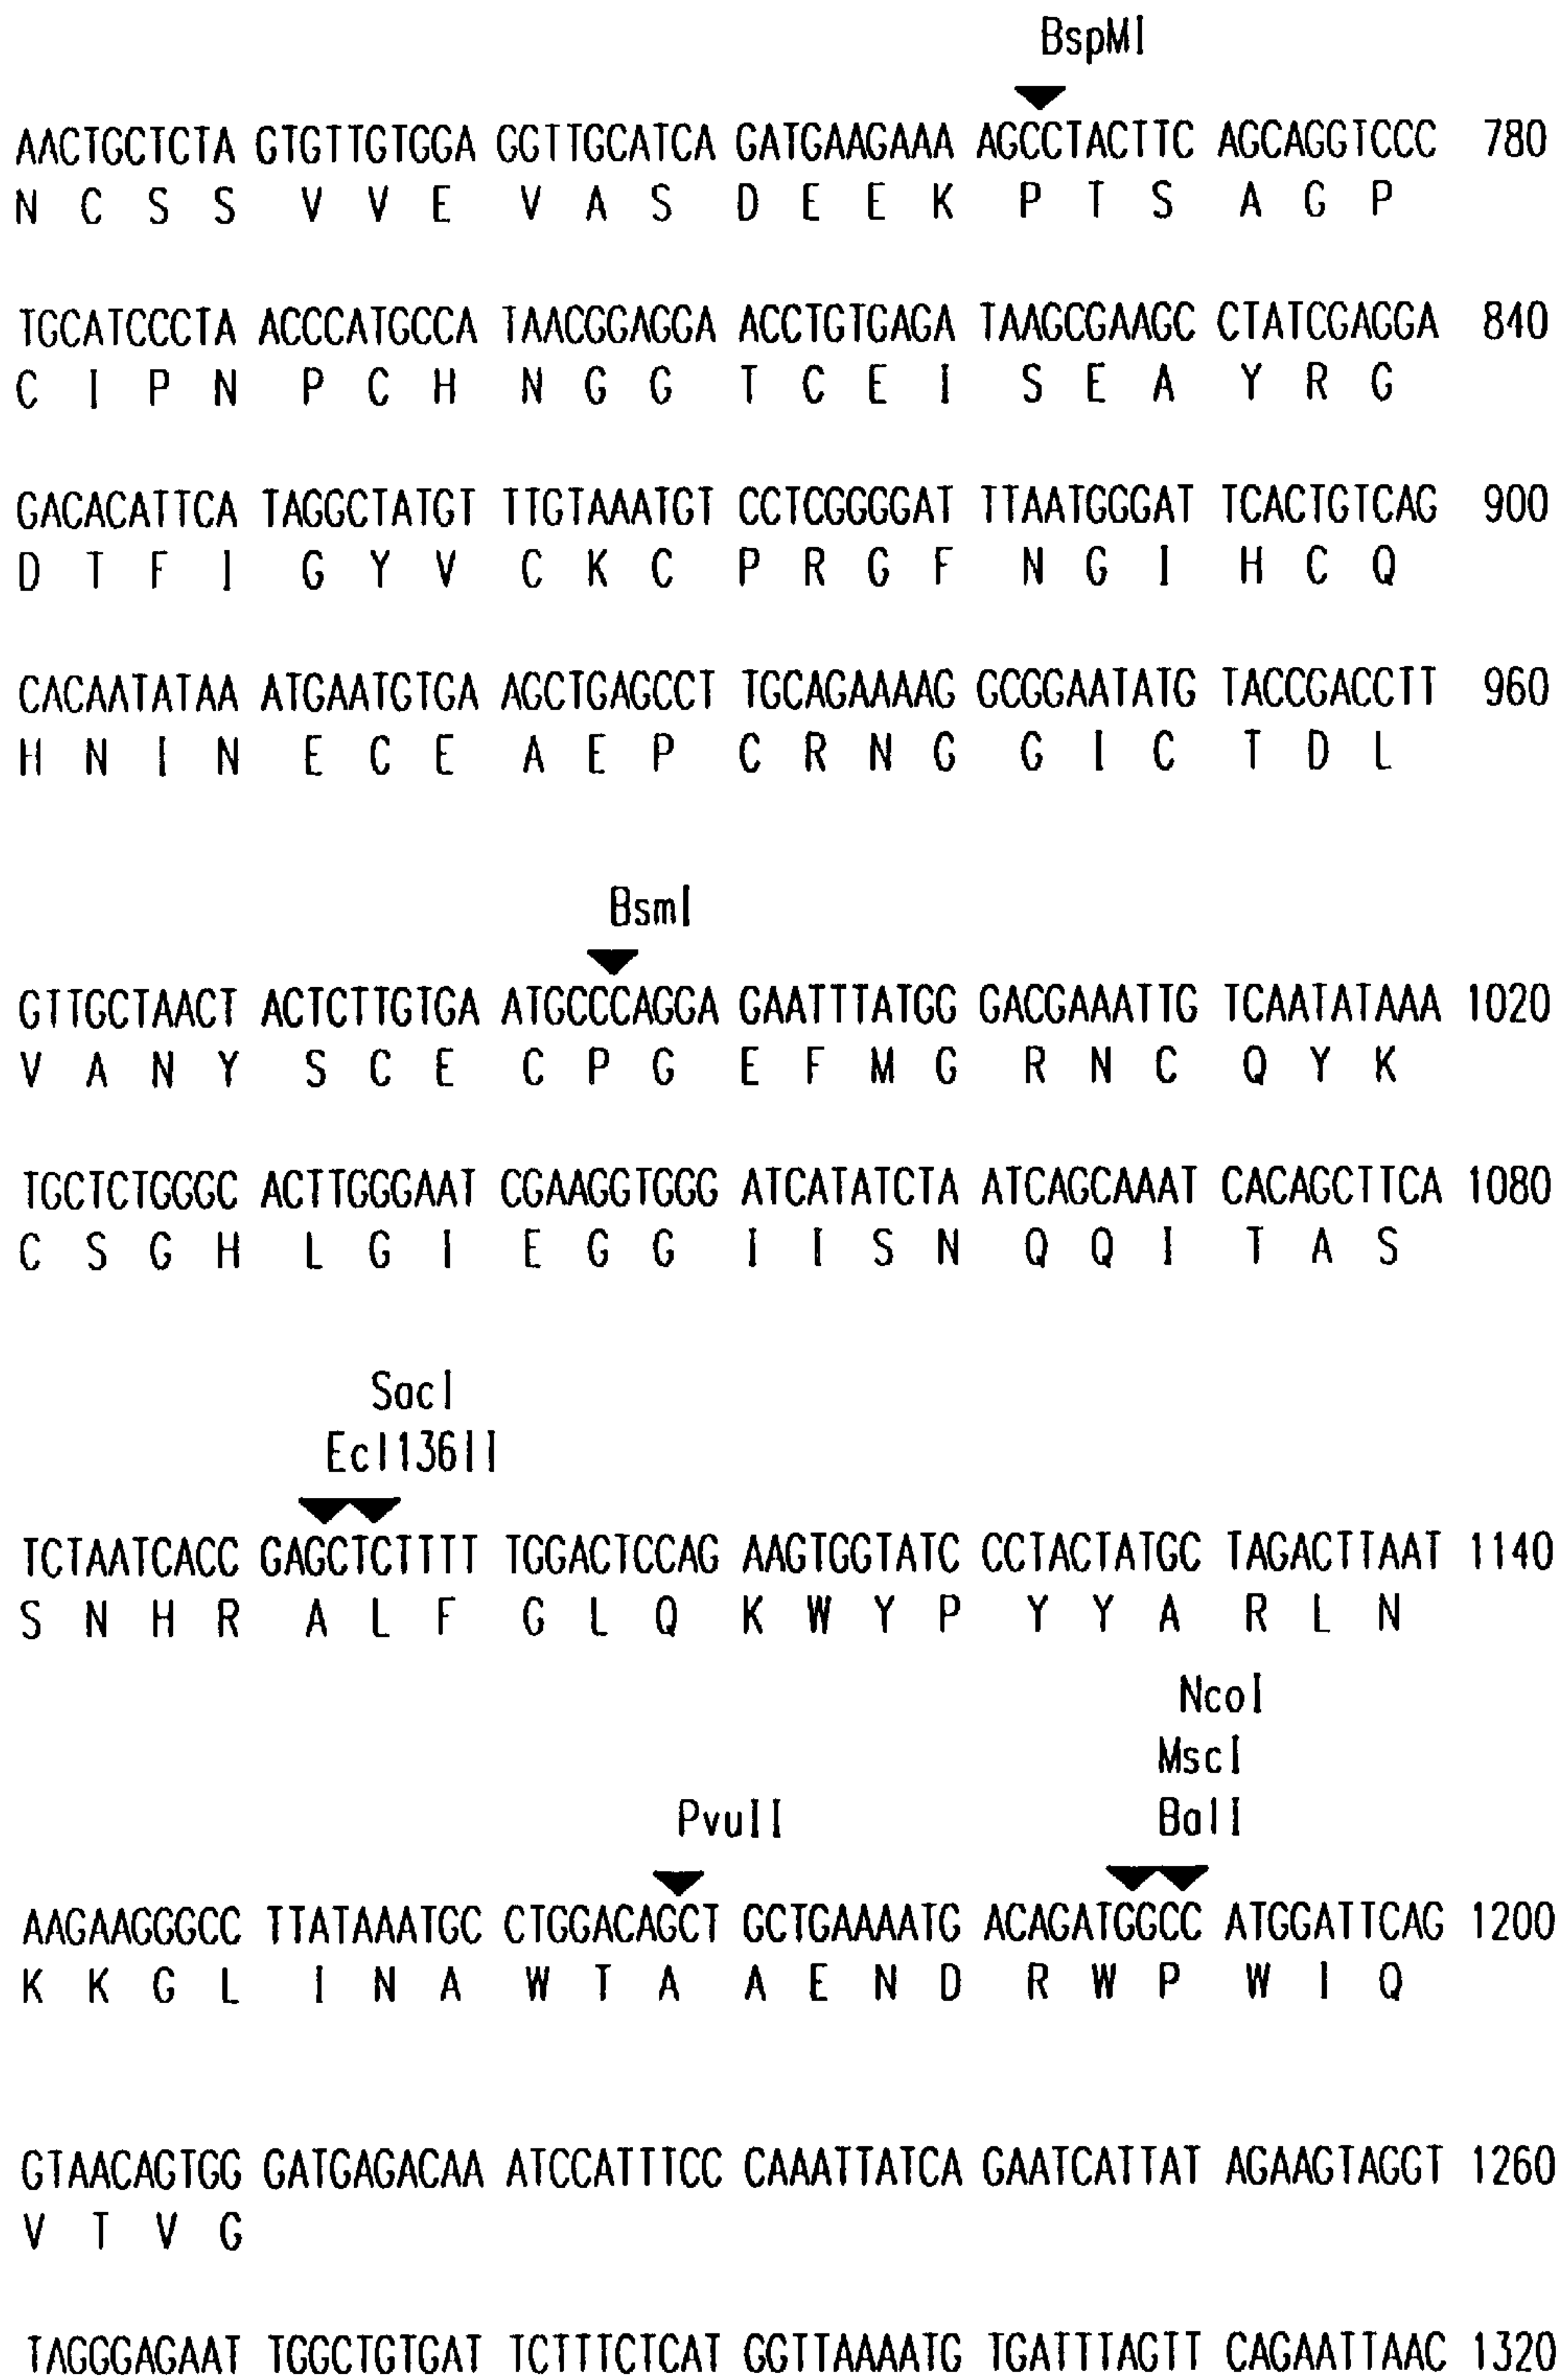 BspMI
AACTGCTCTA GTGTTGTGGA GGTTGCATCA GATGAAGAAA AGCCTACTTC AGCAGGTCCC 780
N C S S V V E V A S D E E K P T S A G P
TGCATCCCTA ACCCATGCCA TAACGGAGGA ACCTGTGAGA TAAGCGAAGC CTATCGAGGA 840
C I P N P C H N G G T C E I S E A Y R G
GACACATTCA TAGGCTATGT TTGTAAATGT CCTCGGGGAT TTAATGGGAT TCACTGTCAG 900
D T F I G Y V C K C P R G F N G I H C Q
CACAATATAA ATGAATGTGA AGCTGAGCCT TGCAGAAAAG GCGGAATATG TACCGACCTT 960
H N I N E C E A E P C R N G G I C T D L
BsmI
GTTGCTAACT ACTCTTGTGA ATGCCCAGGA GAATTTATGG GACGAAATTG TCAATATAAA 1020
V A N Y S C E C P G E F M G R N C Q Y K
TGCTCTGGGC ACTTGGGAAT CGAAGGTGGG ATCATATCTA ATCAGCAAAT CACAGCTTCA 1080
C S G H L G I E G G I I S N Q Q I T A S
SacI
EcI136II
TCTAATCACC GAGCTCTTTT TGGACTCCAG AAGTGGTATC CCTACTATGC TAGACTTAAT 1140
S N H R A L F G L Q K W Y P Y Y A R L N
NcoI
MscI
PvuII BalI
AAGAAGGGCC TTATAAATGC CTGGACAGCT GCTGAAAATG ACAGATGGCC ATGGATTCAG 1200
K K G L I N A W T A A E N D R W P W I Q
GTAACAGTGG GATGAGACAA ATCCATTTCC CAAATTATCA GAATCATTAT AGAAGTAGGT 1260
V T V G
TAGGGAGAAT TGGCTGTGAT TCTTTCTCAT GGTTAAAATG TGATTTAGTT CAGAATTAAC 1320